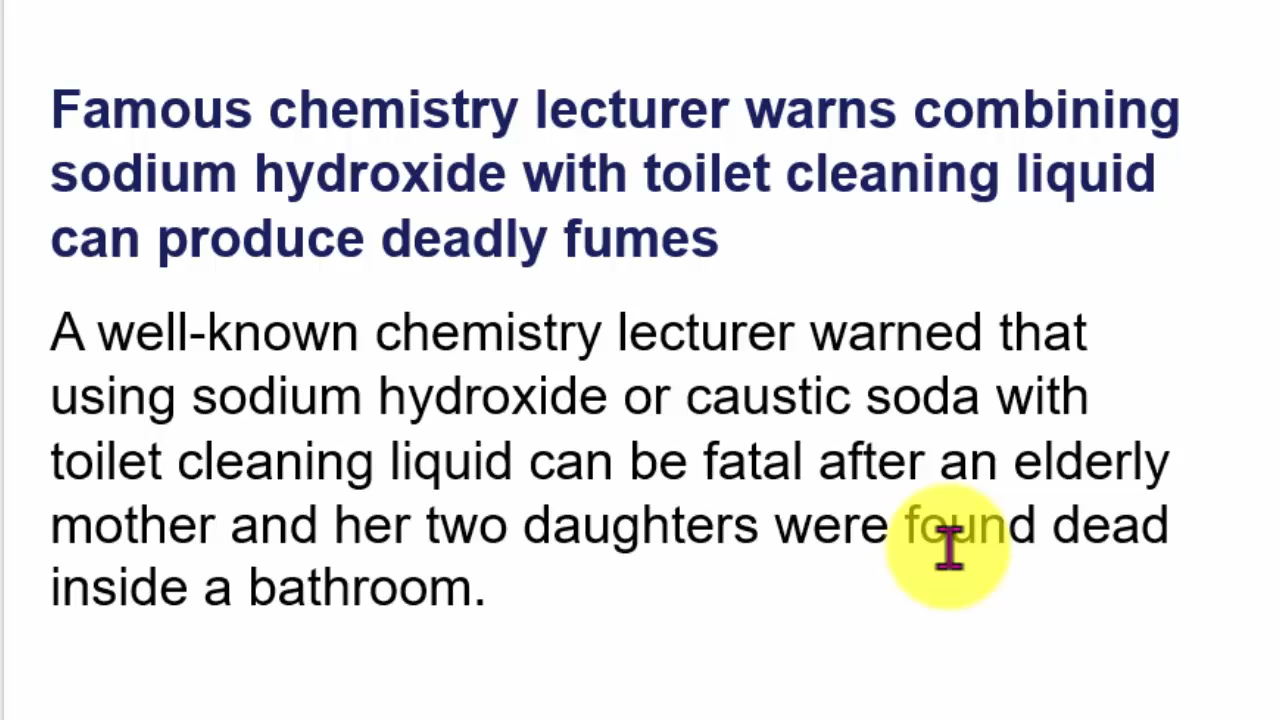 Famous chemistry lecturer warns combining
sodium hydroxide with toilet cleaning liquid
can produce deadly fumes
A well-known chemistry lecturer warned that
using sodium hydroxide or caustic soda with
toilet cleaning liquid can be fatal after an elderly
mother and her two daughters were found dead
inside a bathroom.